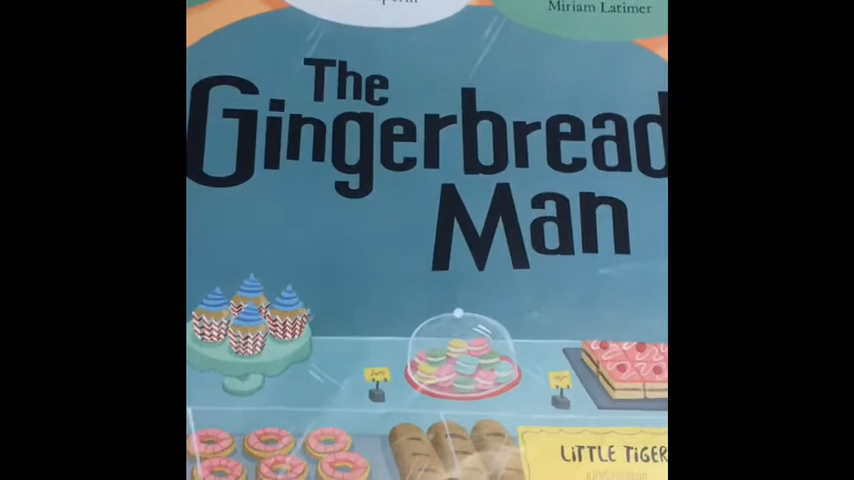 Miriam Latimer
The
Gingerbread
Man
LITTLE TIGER